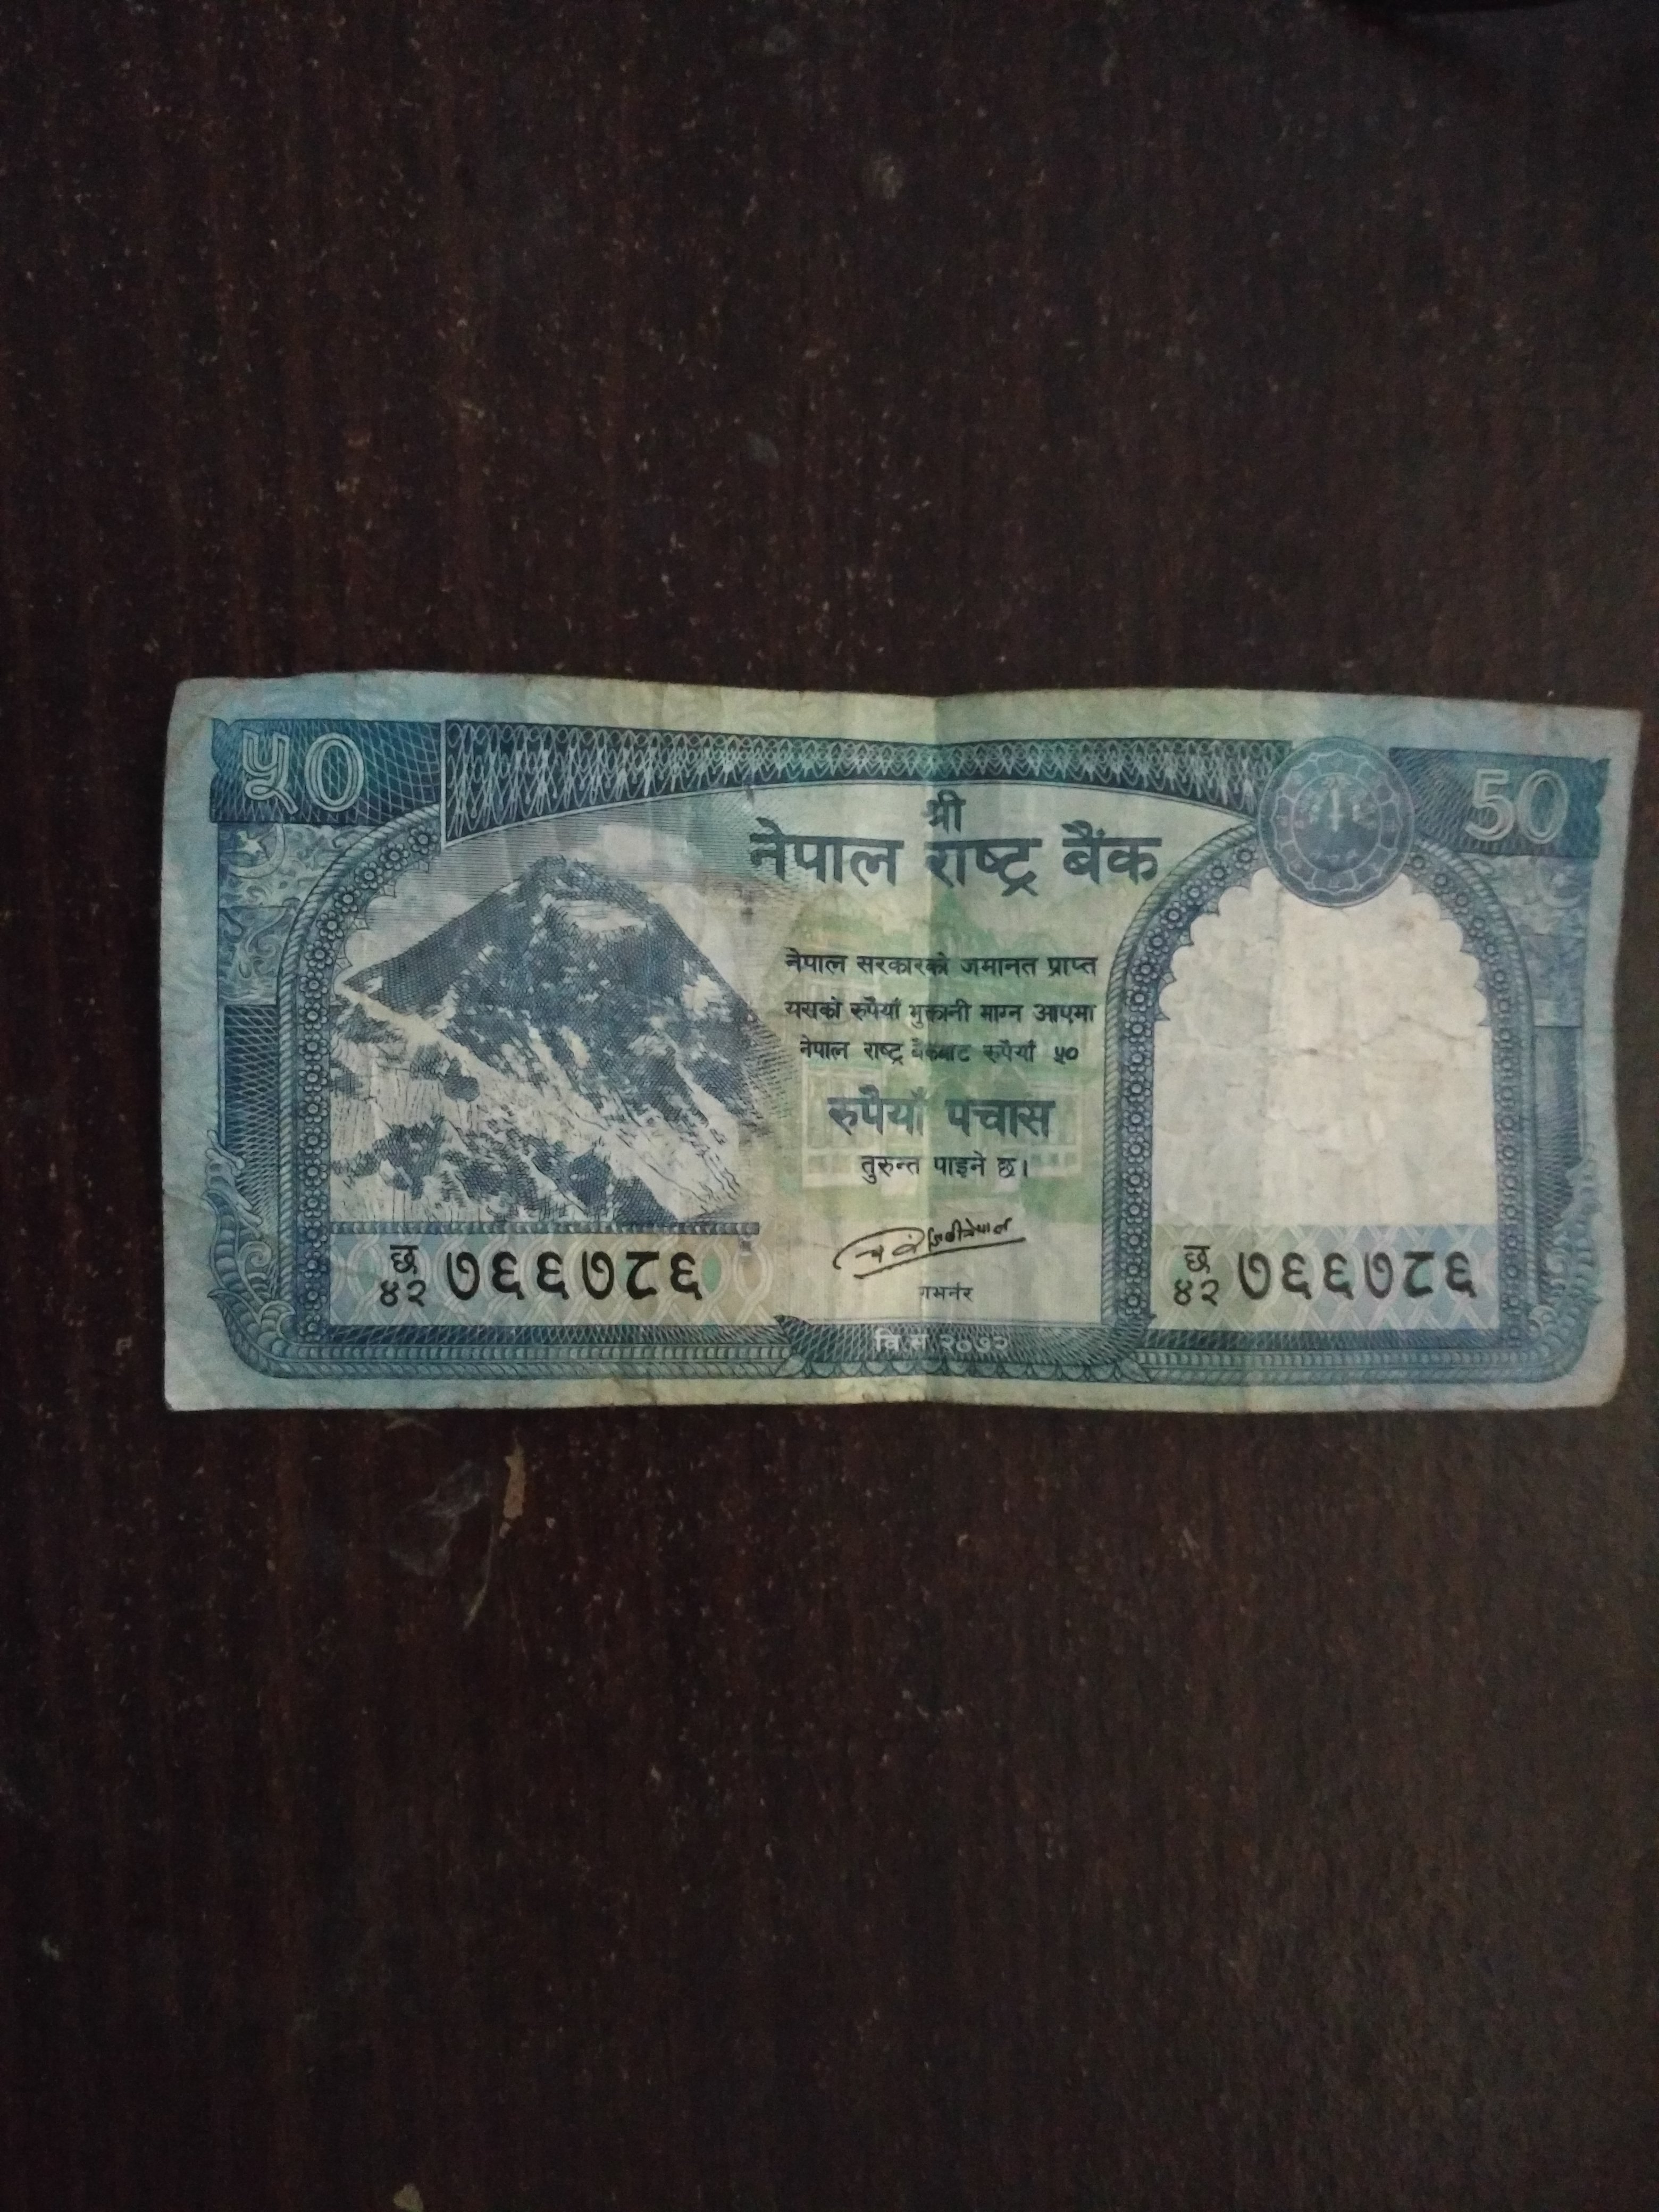 ५० 50
श्री
नेपाल राष्ट्र बैंक
नेपाल सरकारको जमानत प्राप्त
यसको रुपैयाँ भुक्तानी माग्न आएमा
नेपाल राष्ट्र बैंकबाट रुपैयाँ ५०
रुपैयाँ पचास
तुरुन्त पाइने छ।
गभर्नर
छ ४२ ७६६७८६ छ ४२ ७६६७८६
वि.सं. २०७२